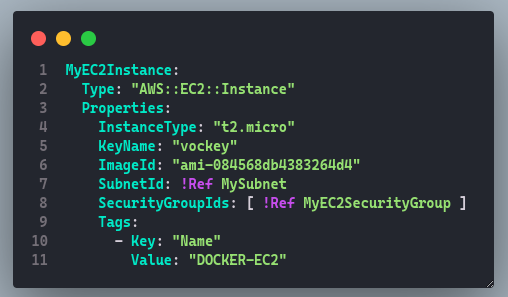 1 MyEC2Instance:
2   Type: "AWS::EC2::Instance"
3   Properties:
4     InstanceType: "t2.micro"
5     KeyName: "vockey"
6     ImageId: "ami-084568db4383264d4"
7     SubnetId: !Ref MySubnet
8     SecurityGroupIds: [ !Ref MyEC2SecurityGroup ]
9     Tags:
10       - Key: "Name"
11         Value: "DOCKER-EC2"